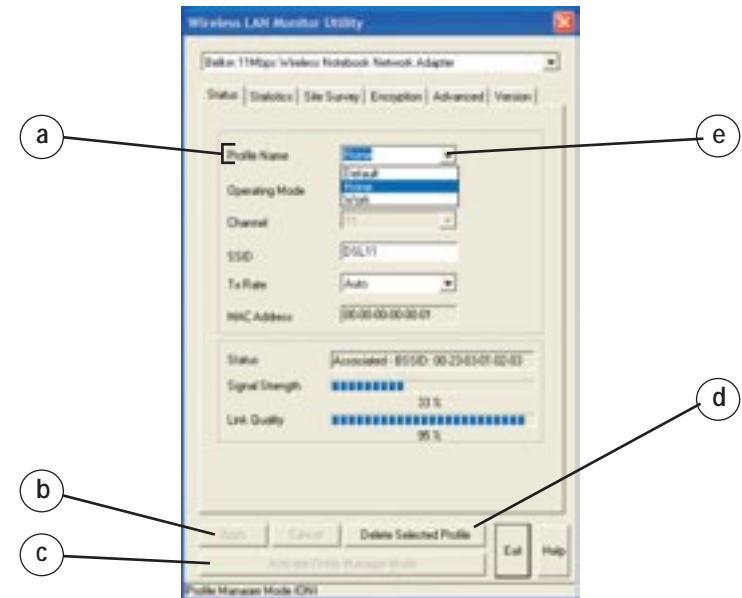 Wireless LAN Monitor Utility
Belkin 11Mbps Wireless Notebook Network Adapter
Status Statistics Site Survey Encryption Advanced Version
a
Profile Name Home
e
Default
Operating Mode Home
Work
Channel 11
SSID DSL11
Tx Rate Auto
MAC Address 00-00-00-00-00-01
Status Associated - BSSID: 00-23-03-01-02-03
Signal Strength
33 %
d
Link Quality
95 %
b
Apply Cancel Delete Selected Profile
c
Activate Profile Manager Mode Exit Help
Profile Manager Mode (ON)